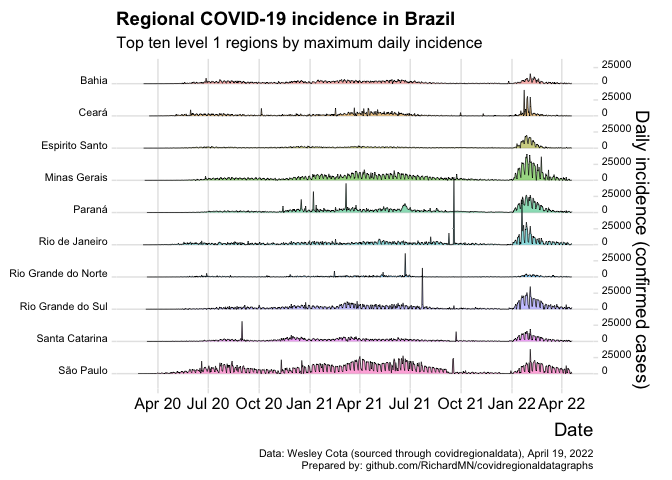 Regional COVID-19 incidence in Brazil
Top ten level 1 regions by maximum daily incidence
Bahia
25000
0
Ceará
25000
0
Espirito Santo
25000
0
Minas Gerais
25000
0
Paraná
25000
0
Rio de Janeiro
25000
0
Rio Grande do Norte
25000
0
Rio Grande do Sul
25000
0
Santa Catarina
25000
0
São Paulo
25000
0
Daily incidence (confirmed cases)
Apr 20 Jul 20 Oct 20 Jan 21 Apr 21 Jul 21 Oct 21 Jan 22 Apr 22
Date
Data: Wesley Cota (sourced through covidregionaldata), April 19, 2022
Prepared by: github.com/RichardMN/covidregionaldatagraphs